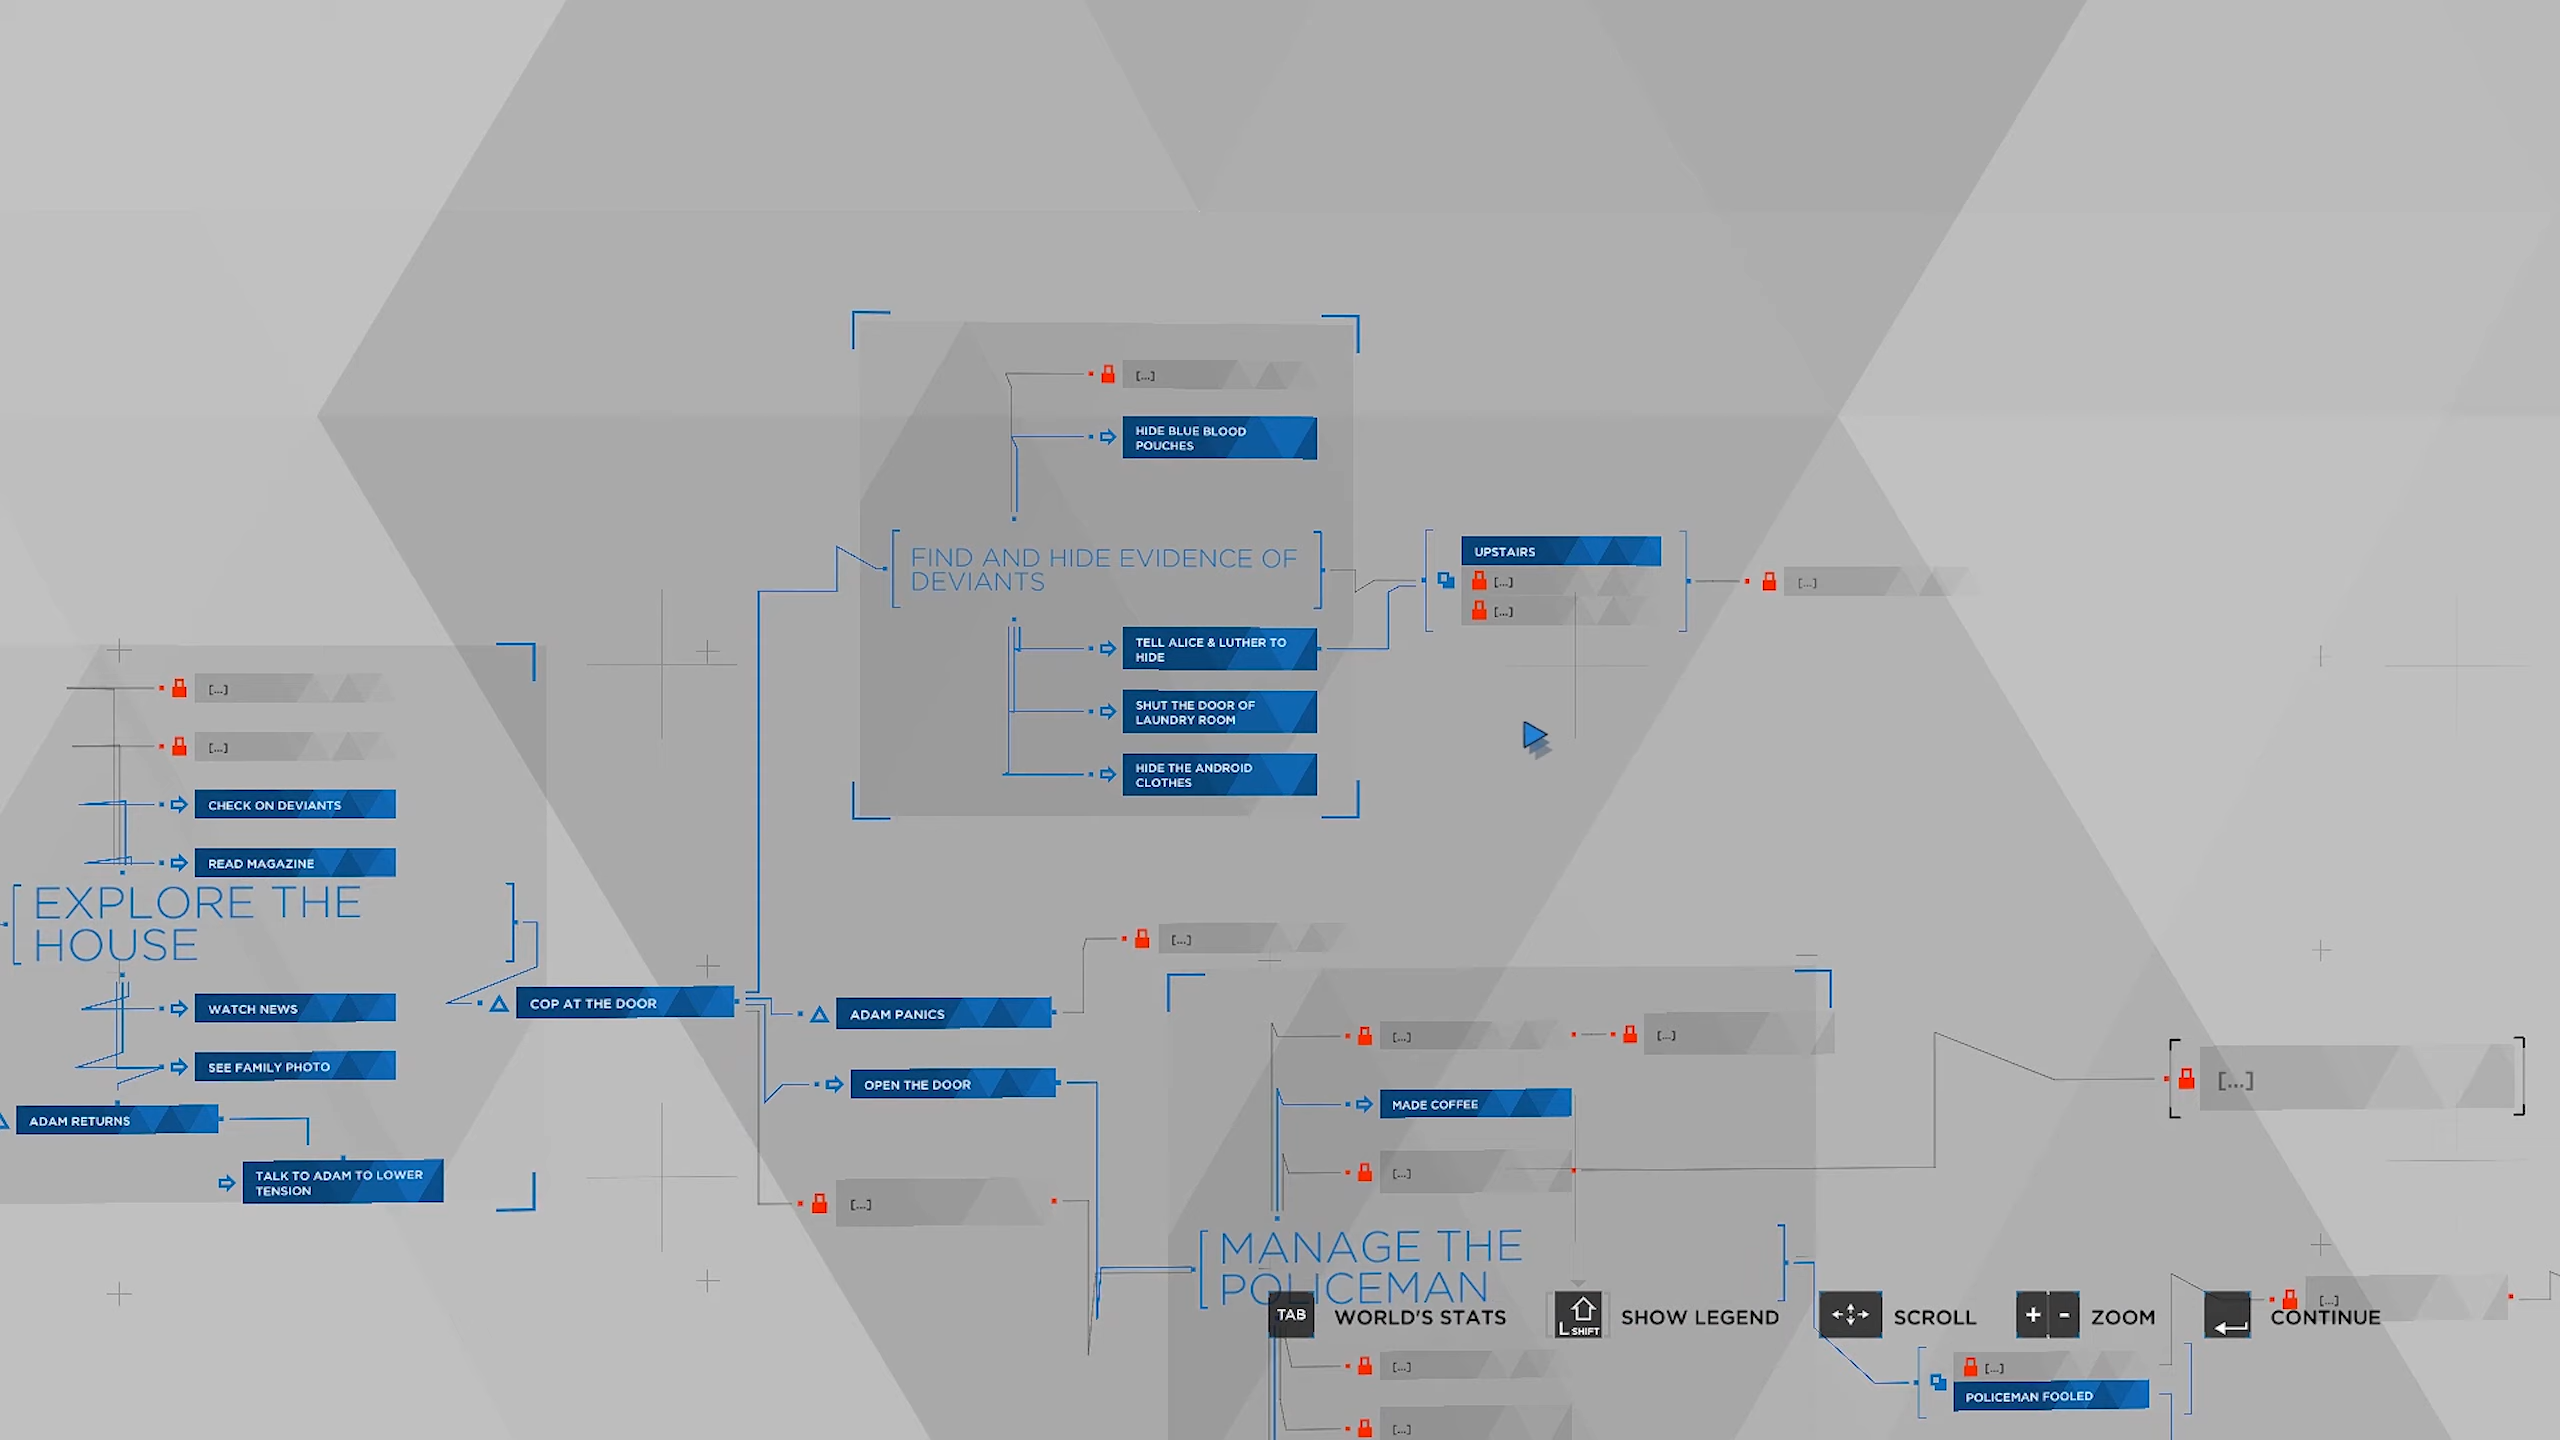 [...]
HIDE BLUE BLOOD
POUCHES
FIND AND HIDE EVIDENCE OF
DEVIANTS
UPSTAIRS
[...]
[...]
[...]
TELL ALICE & LUTHER TO
HIDE
SHUT THE DOOR OF
LAUNDRY ROOM
HIDE THE ANDROID
CLOTHES
[...]
[...]
CHECK ON DEVIANTS
READ MAGAZINE
EXPLORE THE
HOUSE
WATCH NEWS
SEE FAMILY PHOTO
ADAM RETURNS
TALK TO ADAM TO LOWER
TENSION
COP AT THE DOOR
[...]
ADAM PANICS
OPEN THE DOOR
[...]
[...]
[...]
MADE COFFEE
[...]
[...]
MANAGE THE
POLICEMAN
[...]
[...]
[...]
[...]
POLICEMAN FOOLED
TAB WORLD'S STATS
L SHIFT SHOW LEGEND
SCROLL
+ - ZOOM
CONTINUE